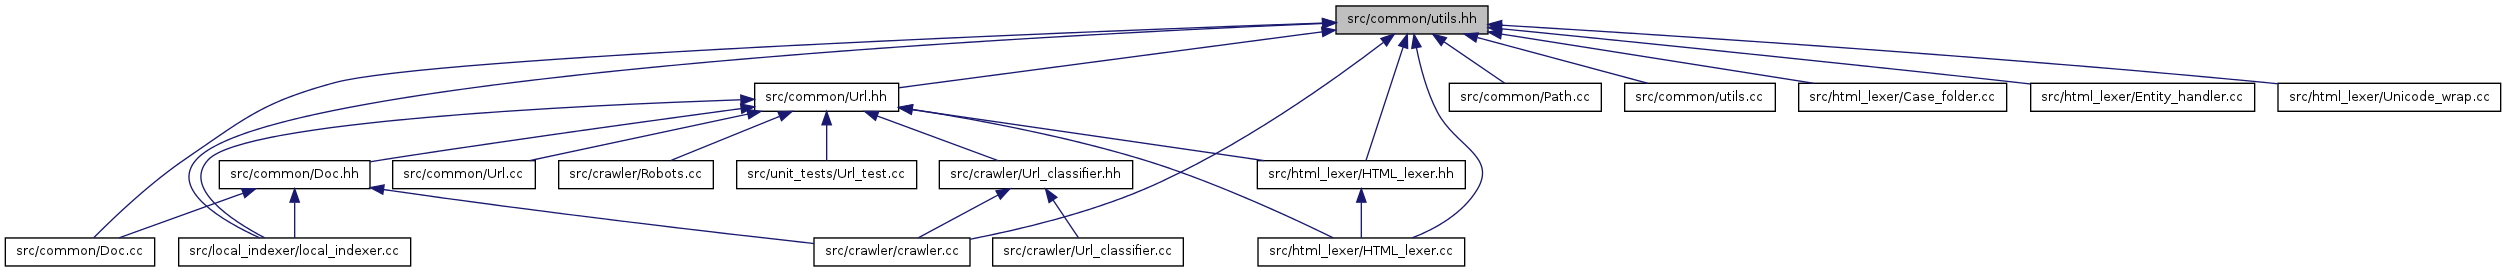 src/common/utils.hh
src/common/Url.hh
src/common/Path.cc
src/common/utils.cc
src/html_lexer/Case_folder.cc
src/html_lexer/Entity_handler.cc
src/html_lexer/Unicode_wrap.cc
src/common/Doc.hh
src/common/Url.cc
src/crawler/Robots.cc
src/unit_tests/Url_test.cc
src/crawler/Url_classifier.hh
src/html_lexer/HTML_lexer.hh
src/common/Doc.cc
src/local_indexer/local_indexer.cc
src/crawler/crawler.cc
src/crawler/Url_classifier.cc
src/html_lexer/HTML_lexer.cc